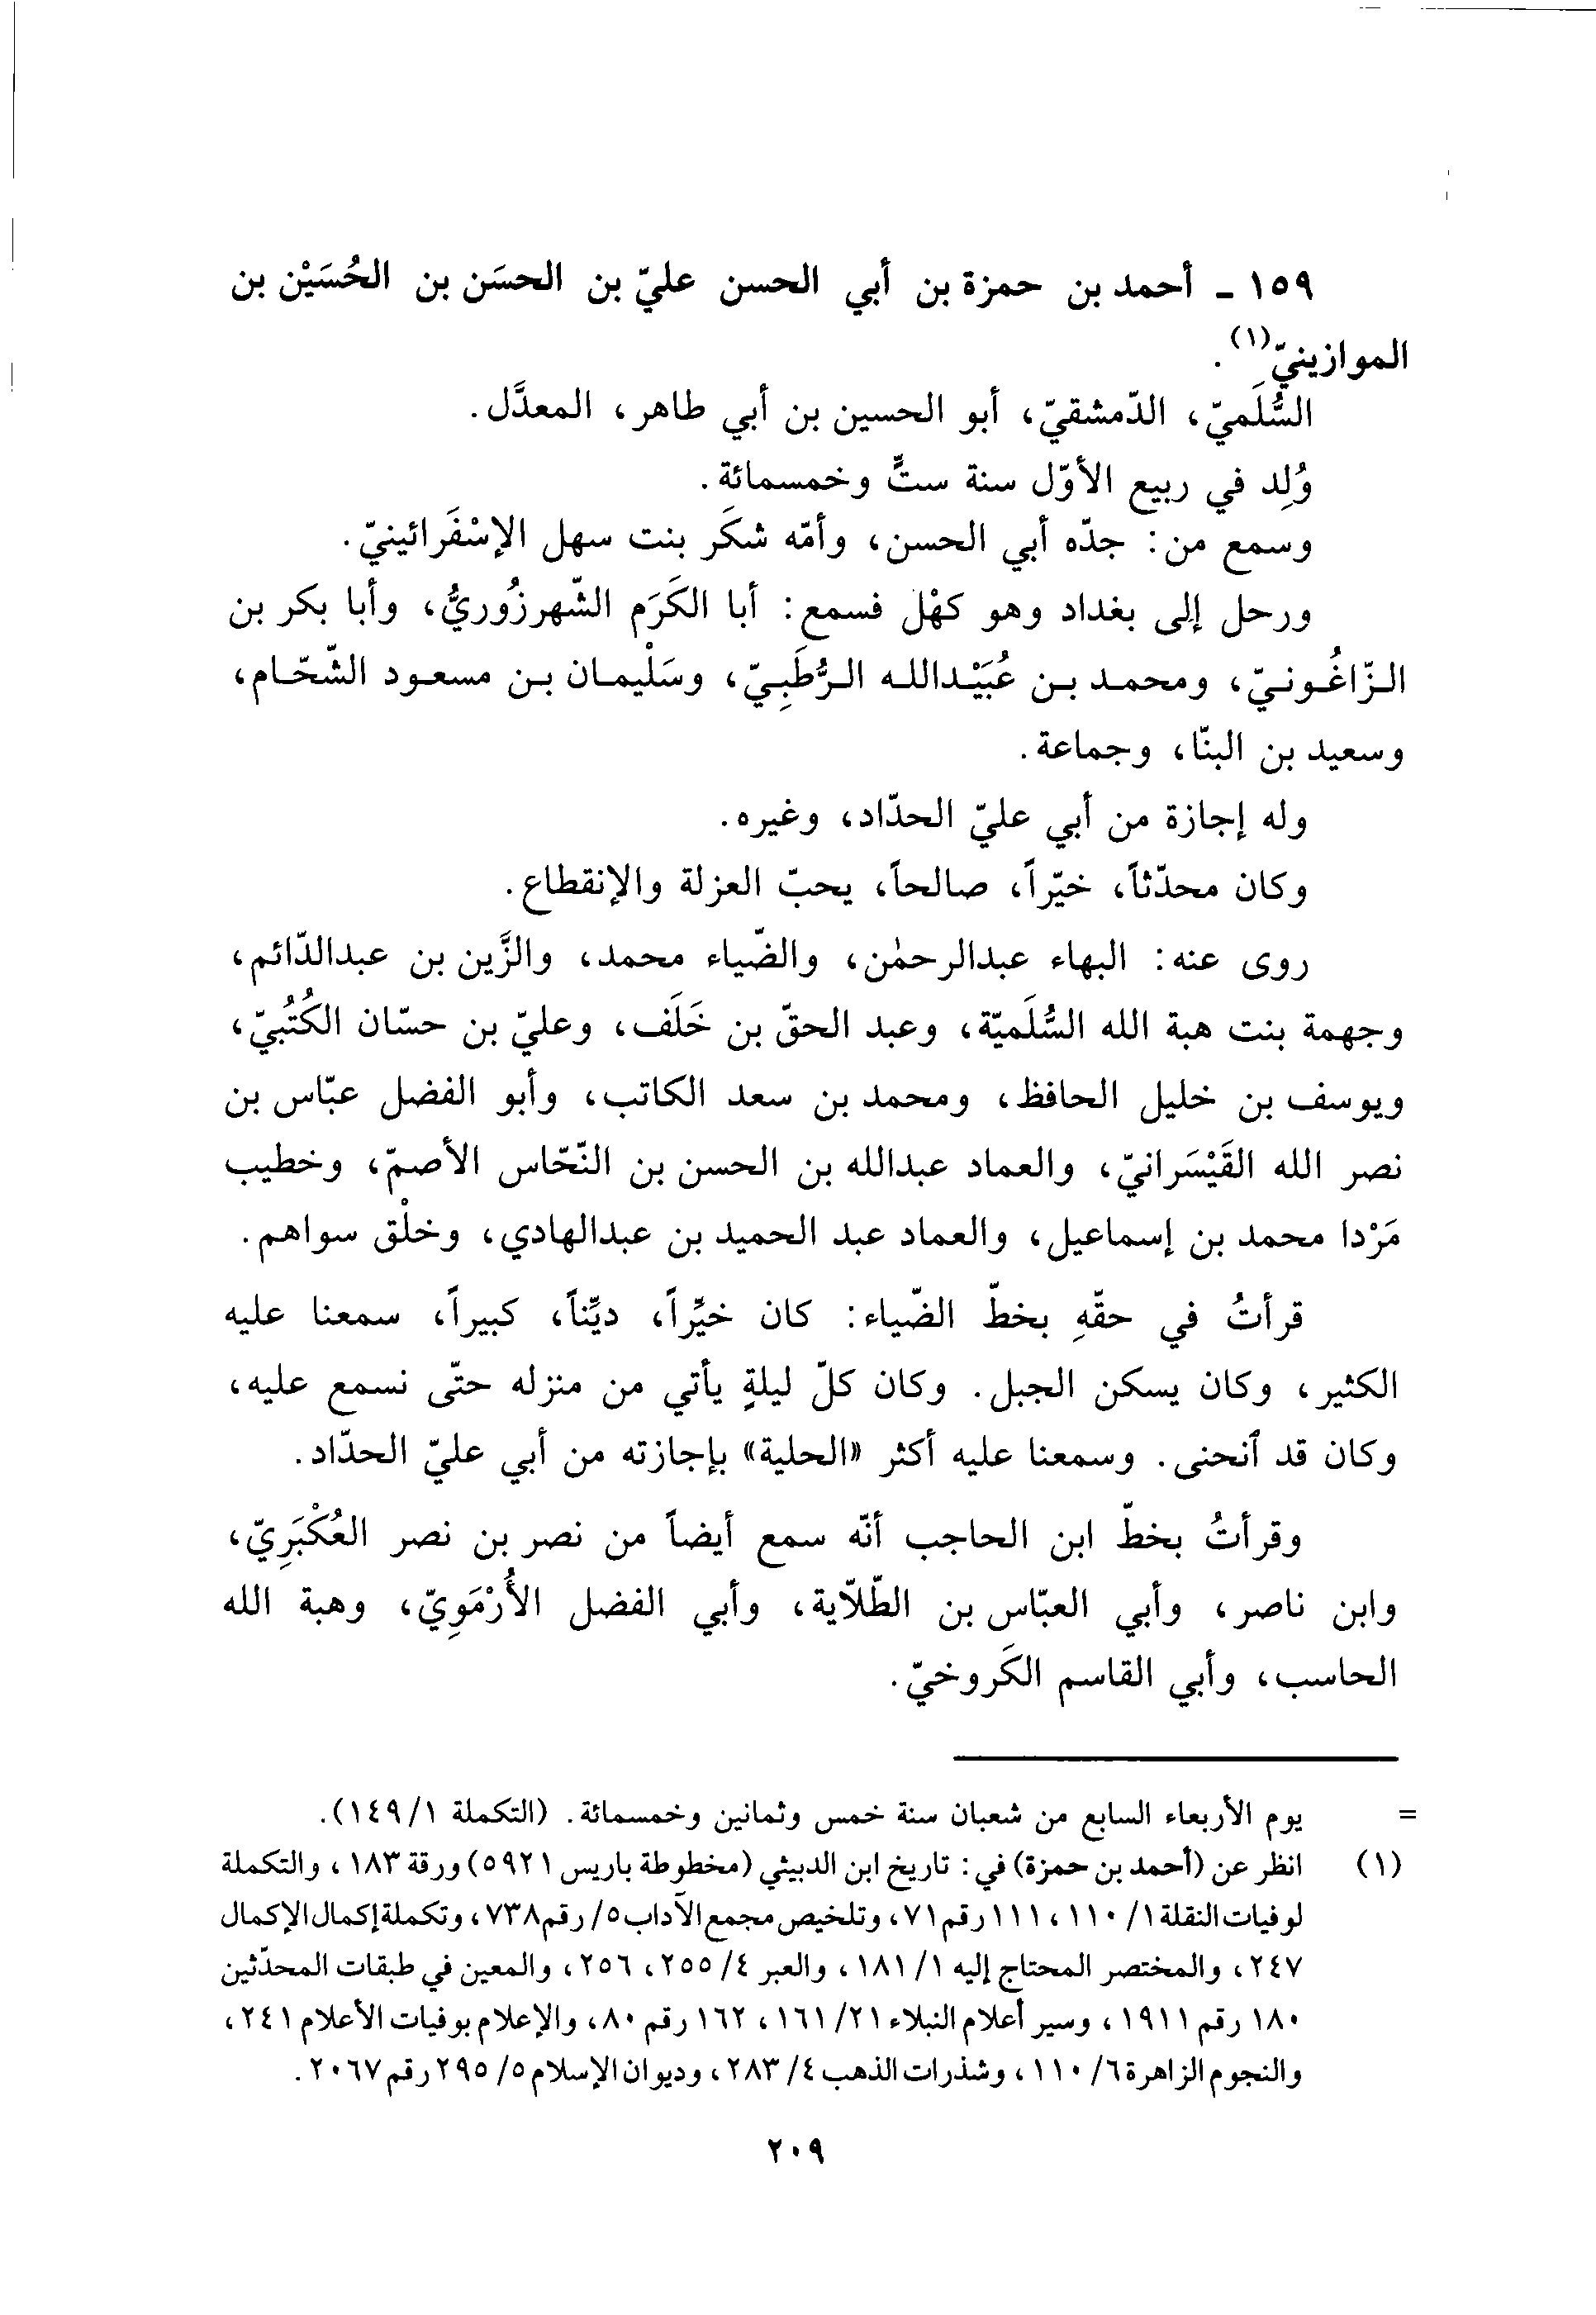 ١٥٩ - أحمد بن حمزة بن أبي الحسن عليّ بن الحسَن بن الحُسَيْن بن
الموازينيّ(١).
السُّلَميّ، الدّمشقيّ، أبو الحسين بن أبي طاهر، المعدَّل.
وُلِد في ربيع الأوّل سنة ستٍّ وخمسمائة.
وسمع من: جدّه أبي الحسن، وأمّه شكَر بنت سهل الإسْفَرائينيّ.
ورحل إلى بغداد وهو كهْل فسمع: أبا الكَرَم الشّهرزُوريُّ، وأبا بكر بن
الزّاغُونيّ، ومحمد بن عُبَيْدالله الرُّطَبِيّ، وسَلْيمان بن مسعود الشّحّام،
وسعيد بن البنّا، وجماعة.
وله إجازة من أبي عليّ الحدّاد، وغيره.
وكان محدّثاً، خيّراً، صالحاً، يحبّ العزلة والإنقطاع.
روى عنه: البهاء عبدالرحمٰن، والضّياء محمد، والزَّين بن عبدالدّائم،
وجهمة بنت هبة الله السُّلَميّة، وعبد الحقّ بن خَلَف، وعليّ بن حسّان الكُتُبيّ،
ويوسف بن خليل الحافظ، ومحمد بن سعد الكاتب، وأبو الفضل عبّاس بن
نصر الله القَيْسَرانيّ، والعماد عبدالله بن الحسن بن النّحّاس الأصمّ، وخطيب
مَرْدا محمد بن إسماعيل، والعماد عبد الحميد بن عبدالهادي، وخلْق سواهم.
قرأتُ في حقّهِ بخطّ الضّياء: كان خيِّراً، ديِّناً، كبيراً، سمعنا عليه
الكثير، وكان يسكن الجبل. وكان كلّ ليلةٍ يأتي من منزله حتّى نسمع عليه،
وكان قد ٱنحنى. وسمعنا عليه أكثر «الحلية» بإجازته من أبي عليّ الحدّاد.
وقرأتُ بخطّ ابن الحاجب أنّه سمع أيضاً من نصر بن نصر العُكْبَرِيّ،
وابن ناصر، وأبي العبّاس بن الطّلّاية، وأبي الفضل الأُرْمَوِيّ، وهبة الله
الحاسب، وأبي القاسم الكَروخيّ.
= يوم الأربعاء السابع من شعبان سنة خمس وثمانين وخمسمائة. (التكملة ١/ ١٤٩).
(١) انظر عن (أحمد بن حمزة) في: تاريخ ابن الدبيثي (مخطوطة باريس ٥٩٢١) ورقة ١٨٣، والتكملة
لوفيات النقلة ١/ ١١٠، ١١١ رقم ٧١، وتلخيص مجمع الآداب ٥/ رقم ٧٣٨، وتكملة إكمال الإكمال
٢٤٧، والمختصر المحتاج إليه ١/ ١٨١، والعبر ٤/ ٢٥٥، ٢٥٦، والمعين في طبقات المحدّثين
١٨٠ رقم ١٩١١، وسير أعلام النبلاء ٢١/ ١٦١، ١٦٢ رقم ٨٠، والإعلام بوفيات الأعلام ٢٤١،
والنجوم الزاهرة ٦/ ١١٠، وشذرات الذهب ٤/ ٢٨٣، وديوان الإسلام ٥/ ٢٩٥ رقم ٢٠٦٧.
٢٠٩